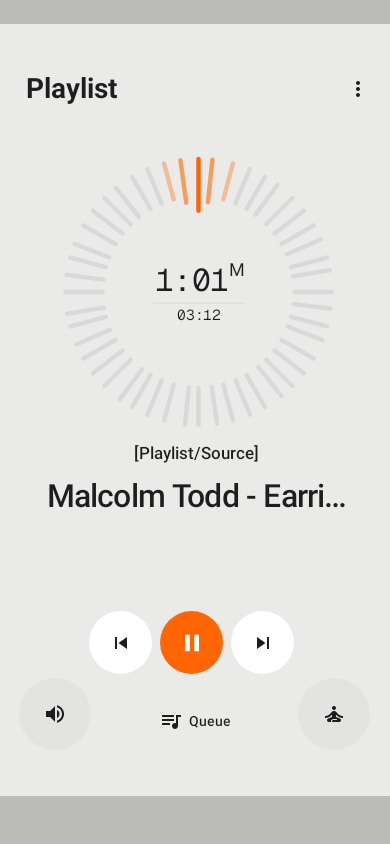 Playlist
1:01M
03:12
[Playlist/Source]
Malcolm Todd - Earri...
Queue